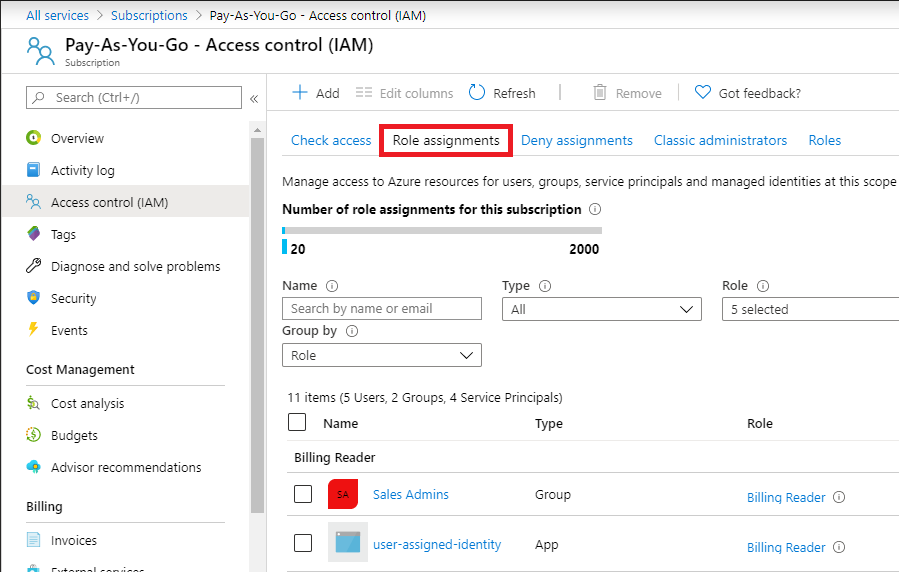 All services > Subscriptions > Pay-As-You-Go - Access control (IAM)
Pay-As-You-Go - Access control (IAM)
Subscription
Search (Ctrl+/)
«
Overview
Activity log
Access control (IAM)
Tags
Diagnose and solve problems
Security
Events
Cost Management
Cost analysis
Budgets
Advisor recommendations
Billing
Invoices
External services
Add Edit columns Refresh Remove Got feedback?
Check access Role assignments Deny assignments Classic administrators Roles
Manage access to Azure resources for users, groups, service principals and managed identities at this scope
Number of role assignments for this subscription
20 2000
Name Type Role
Search by name or email All 5 selected
Group by
Role
11 items (5 Users, 2 Groups, 4 Service Principals)
Name Type Role
Billing Reader
SA Sales Admins Group Billing Reader
user-assigned-identity App Billing Reader